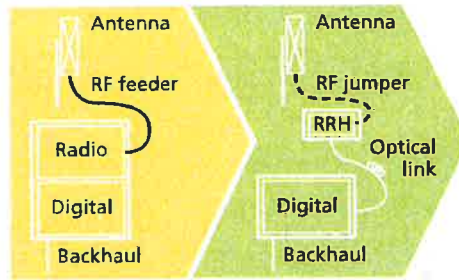 Antenna
RF feeder
Radio
Digital
Backhaul
Antenna
RF jumper
RRH
Optical
link
Digital
Backhaul